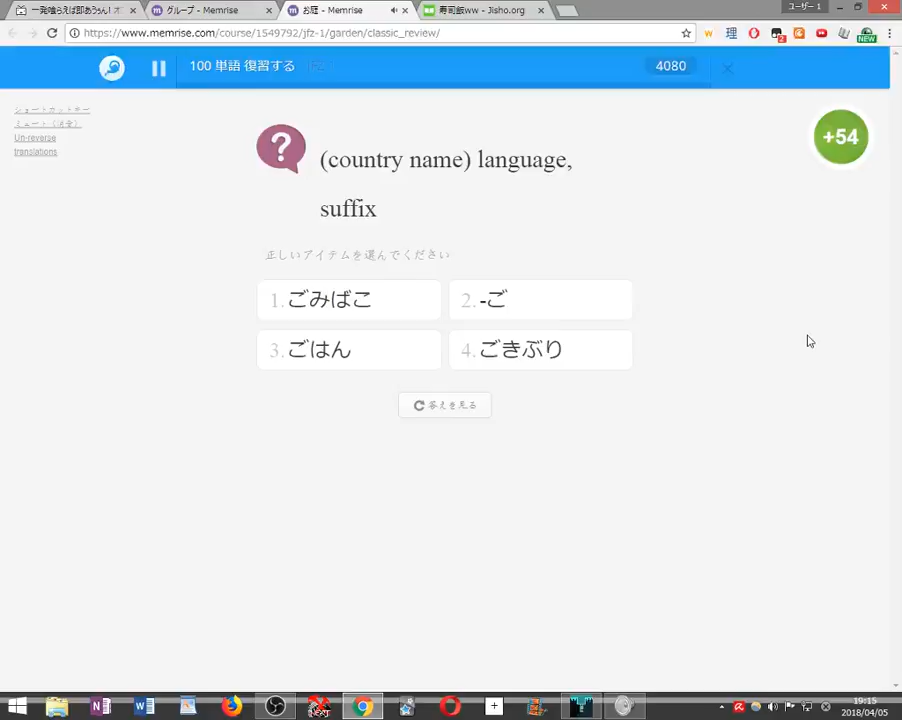 一発喰らえば即あうん!
グループ - Memrise
お庭 - Memrise
寿司飯ww - Jisho.org
ユーザー 1
https://www.memrise.com/course/1549792/jfz-1/garden/classic_review/
100 単語 復習する
4080
ショートカットキー
ミュート (消音)
Un-reverse
translations
+54
(country name) language,
suffix
正しいアイテムを選んでください
1. ごみばこ
2. -ご
3. ごはん
4. ごきぶり
答えを見る
19:15
2018/04/05